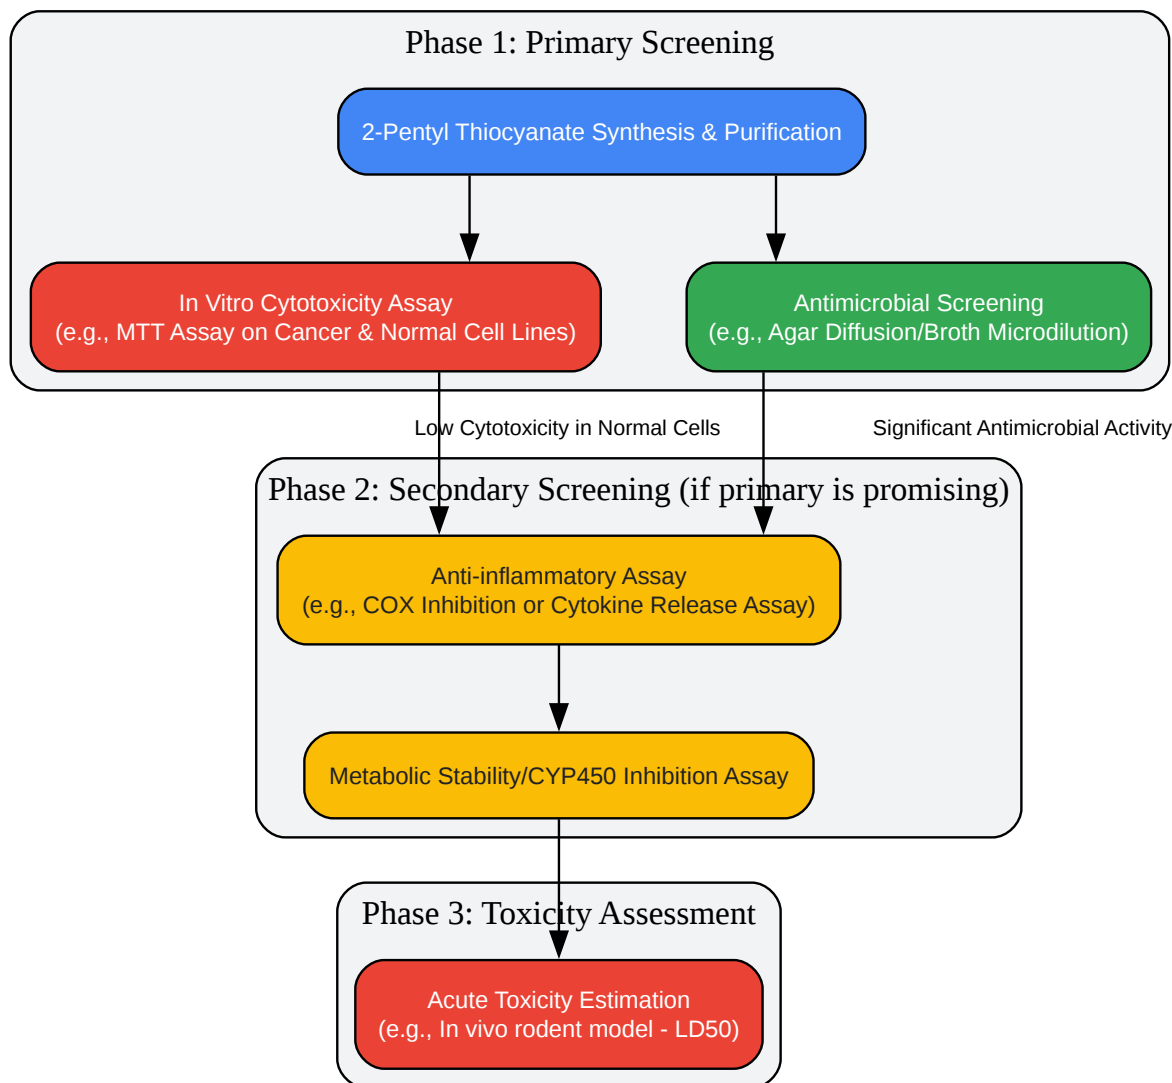 Phase 1: Primary Screening
2-Pentyl Thiocyanate Synthesis & Purification
In Vitro Cytotoxicity Assay
(e.g., MTT Assay on Cancer & Normal Cell Lines)
Antimicrobial Screening
(e.g., Agar Diffusion/Broth Microdilution)
Low Cytotoxicity in Normal Cells
Significant Antimicrobial Activity
Phase 2: Secondary Screening (if primary is promising)
Anti-inflammatory Assay
(e.g., COX Inhibition or Cytokine Release Assay)
Metabolic Stability/CYP450 Inhibition Assay
Phase 3: Toxicity Assessment
Acute Toxicity Estimation
(e.g., In vivo rodent model - LD50)